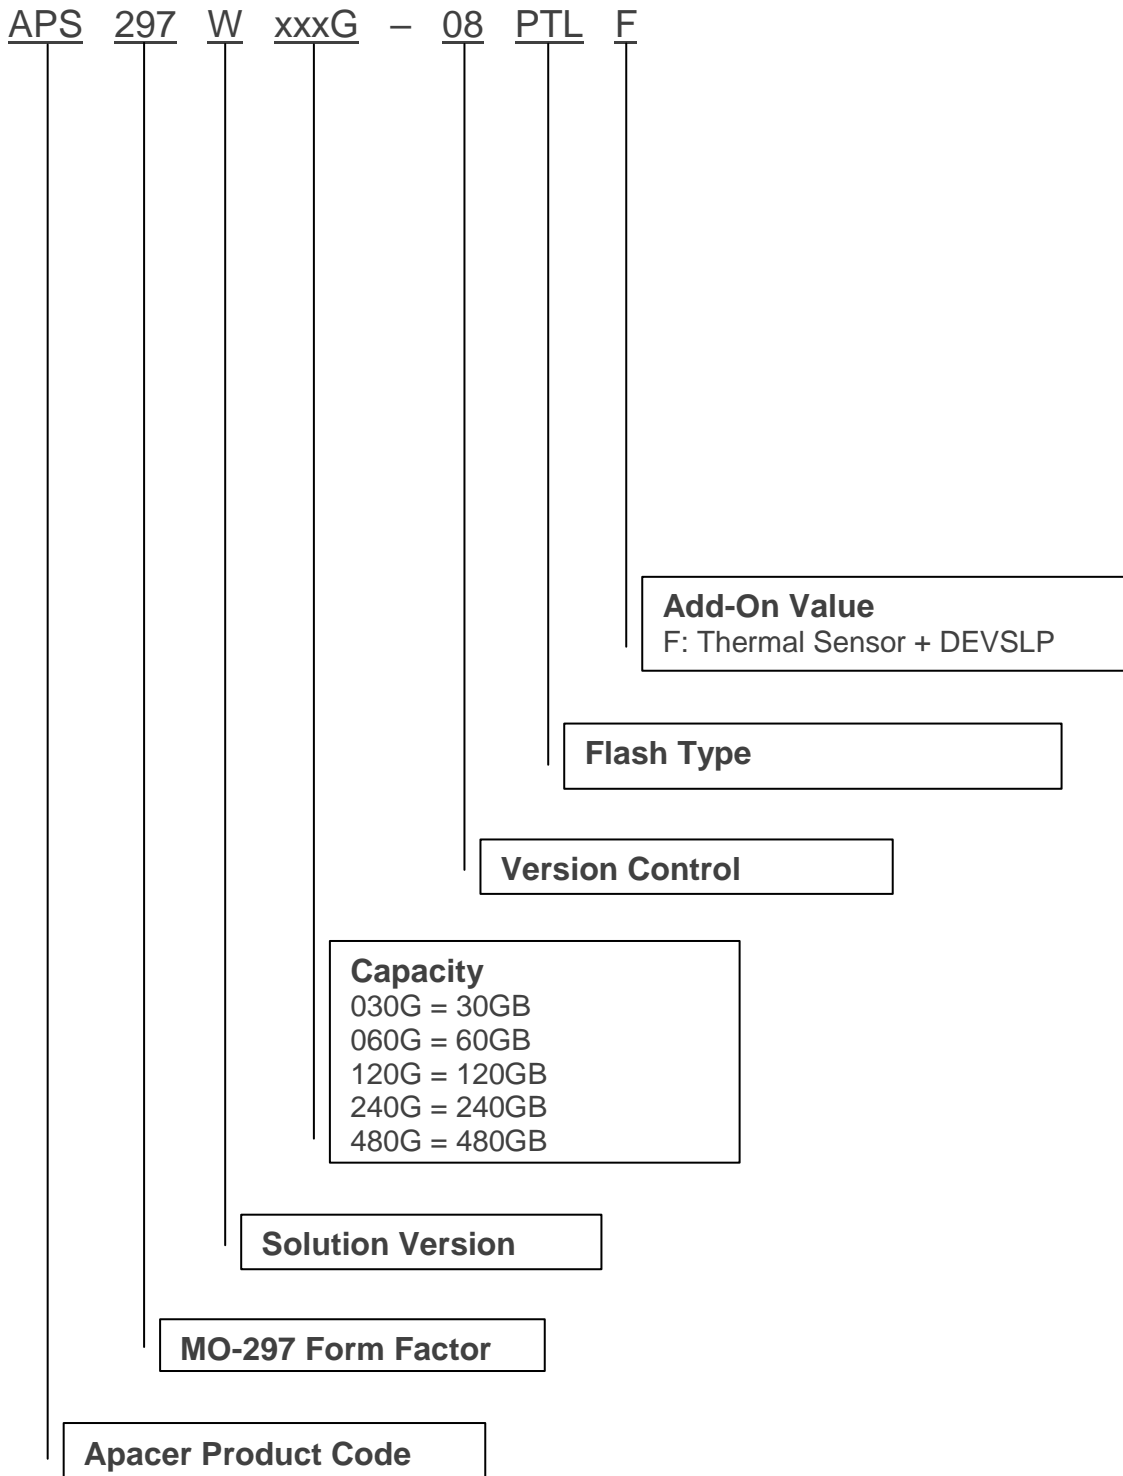 APS 297 W xxxG – 08 PTL F
Add-On Value
F: Thermal Sensor + DEVSLP
Flash Type
Version Control
Capacity
030G = 30GB
060G = 60GB
120G = 120GB
240G = 240GB
480G = 480GB
Solution Version
MO-297 Form Factor
Apacer Product Code